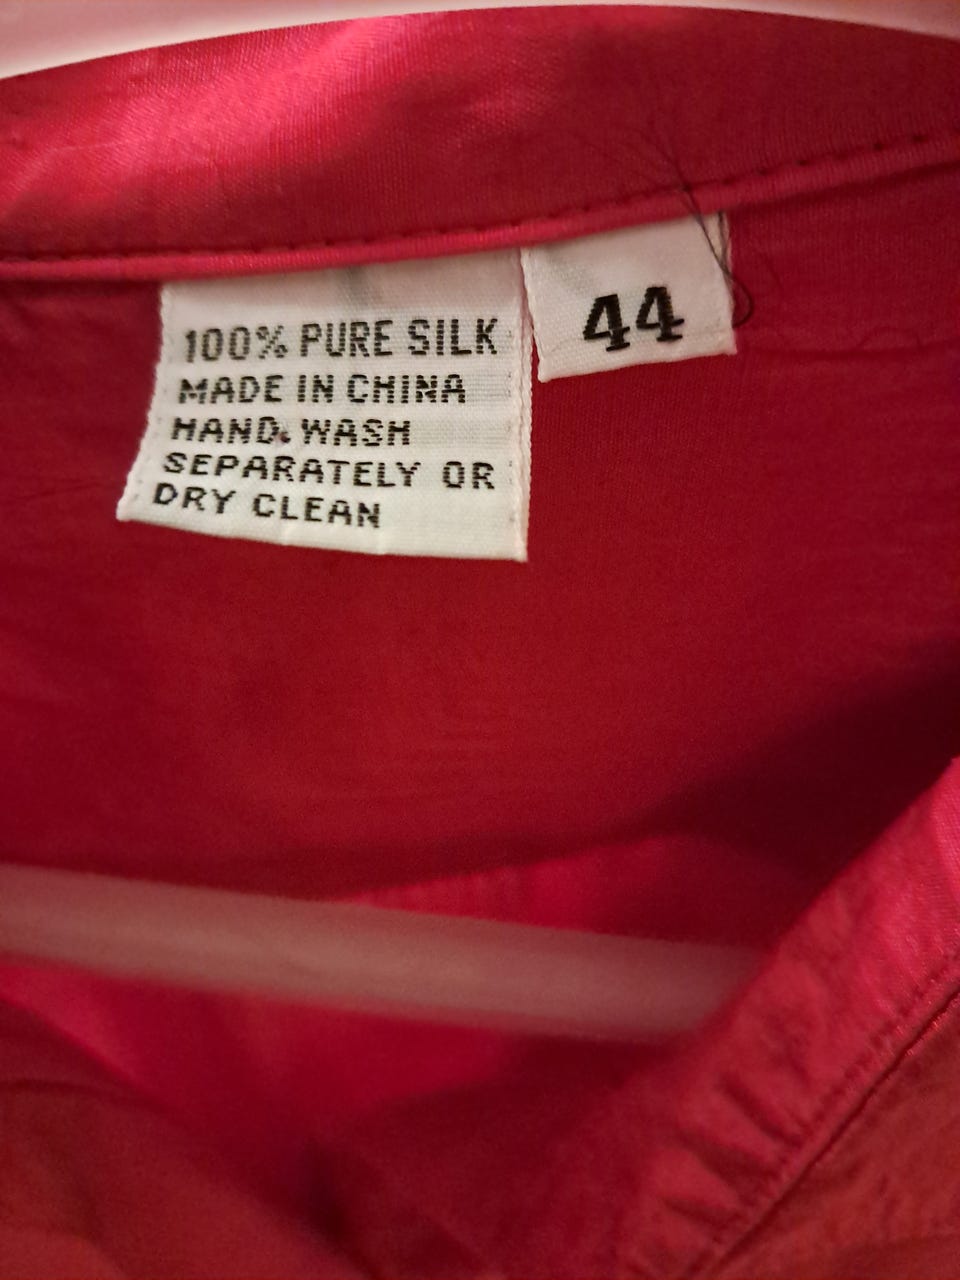 100% PURE SILK
MADE IN CHINA
HAND. WASH
SEPARATELY OR
DRY CLEAN
44